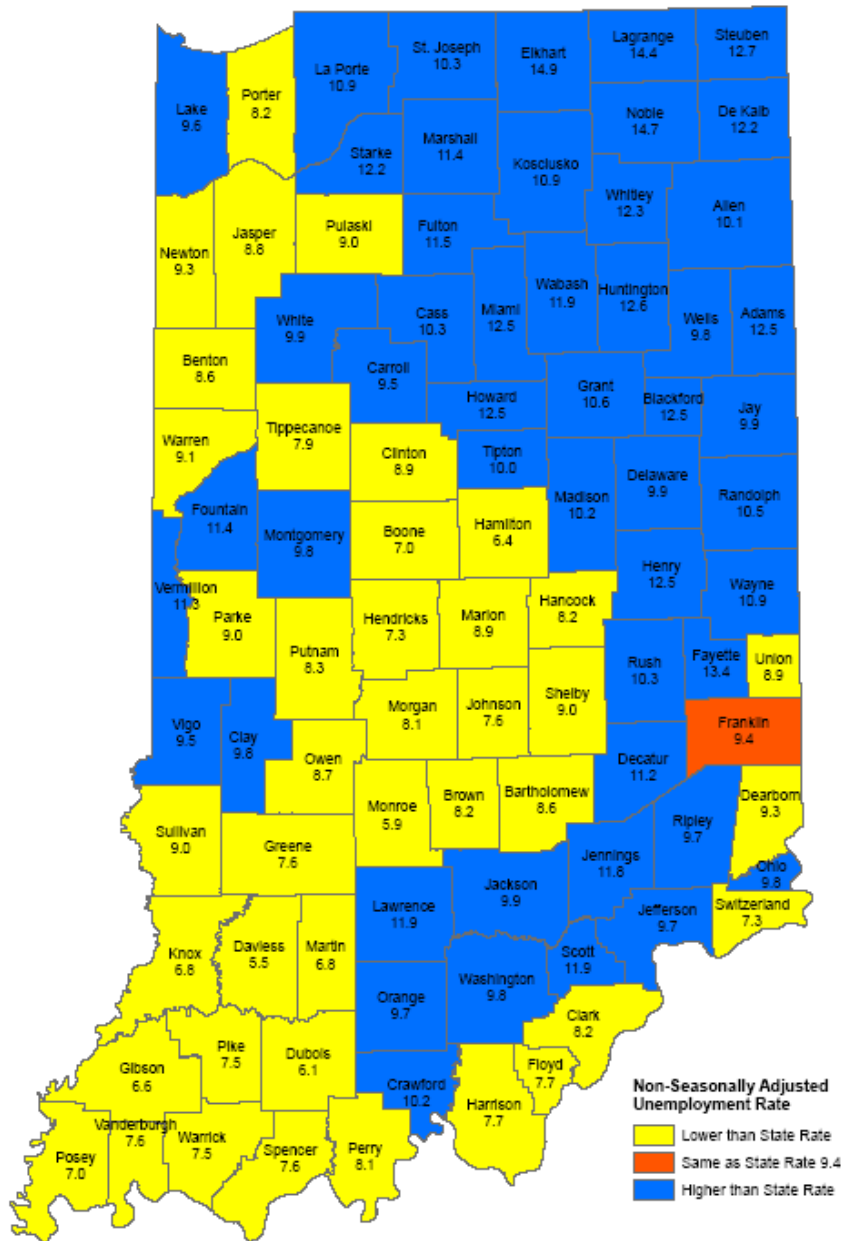 St. Joseph
10.3
Elkhart
14.9
Lagrange
14.4
Steuben
12.7
La Porte
10.9
Lake
9.6
Porter
8.2
Noble
14.7
De Kalb
12.2
Marshall
11.4
Starke
12.2
Kosciusko
10.9
Whitley
12.3
Allen
10.1
Pulaski
9.0
Fulton
11.5
Jasper
8.8
Newton
9.3
Wabash
11.9
Huntington
12.6
White
9.9
Cass
10.3
Miami
12.5
Wells
9.8
Adams
12.5
Benton
8.6
Carroll
9.5
Grant
10.6
Howard
12.5
Blackford
12.5
Jay
9.9
Warren
9.1
Tippecanoe
7.9
Clinton
8.9
Tipton
10.0
Delaware
9.9
Madison
10.2
Randolph
10.5
Fountain
11.4
Montgomery
9.8
Boone
7.0
Hamilton
6.4
Henry
12.5
Wayne
10.9
Vermillion
11.3
Parke
9.0
Hendricks
7.3
Marion
8.9
Hancock
8.2
Putnam
8.3
Rush
10.3
Fayette
13.4
Union
8.9
Shelby
9.0
Morgan
8.1
Johnson
7.6
Franklin
9.4
Vigo
9.5
Clay
9.8
Owen
8.7
Decatur
11.2
Monroe
5.9
Brown
8.2
Bartholomew
8.6
Dearborn
9.3
Ripley
9.7
Sullivan
9.0
Greene
7.6
Jennings
11.8
Ohio
9.8
Jackson
9.9
Lawrence
11.9
Switzerland
7.3
Jefferson
9.7
Knox
6.8
Daviess
5.5
Martin
6.8
Scott
11.9
Washington
9.8
Orange
9.7
Clark
8.2
Pike
7.5
Dubois
6.1
Gibson
6.6
Floyd
7.7
Crawford
10.2
Harrison
7.7
Vanderburgh
7.6
Warrick
7.5
Posey
7.0
Spencer
7.6
Perry
8.1
Non-Seasonally Adjusted
Unemployment Rate
Lower than State Rate
Same as State Rate 9.4
Higher than State Rate